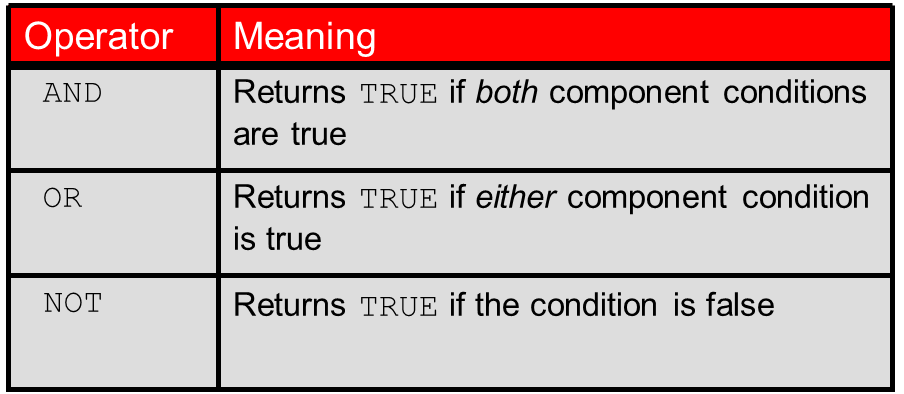 Operator Meaning
AND Returns TRUE if both component conditions
are true
OR Returns TRUE if either component condition
is true
NOT Returns TRUE if the condition is false